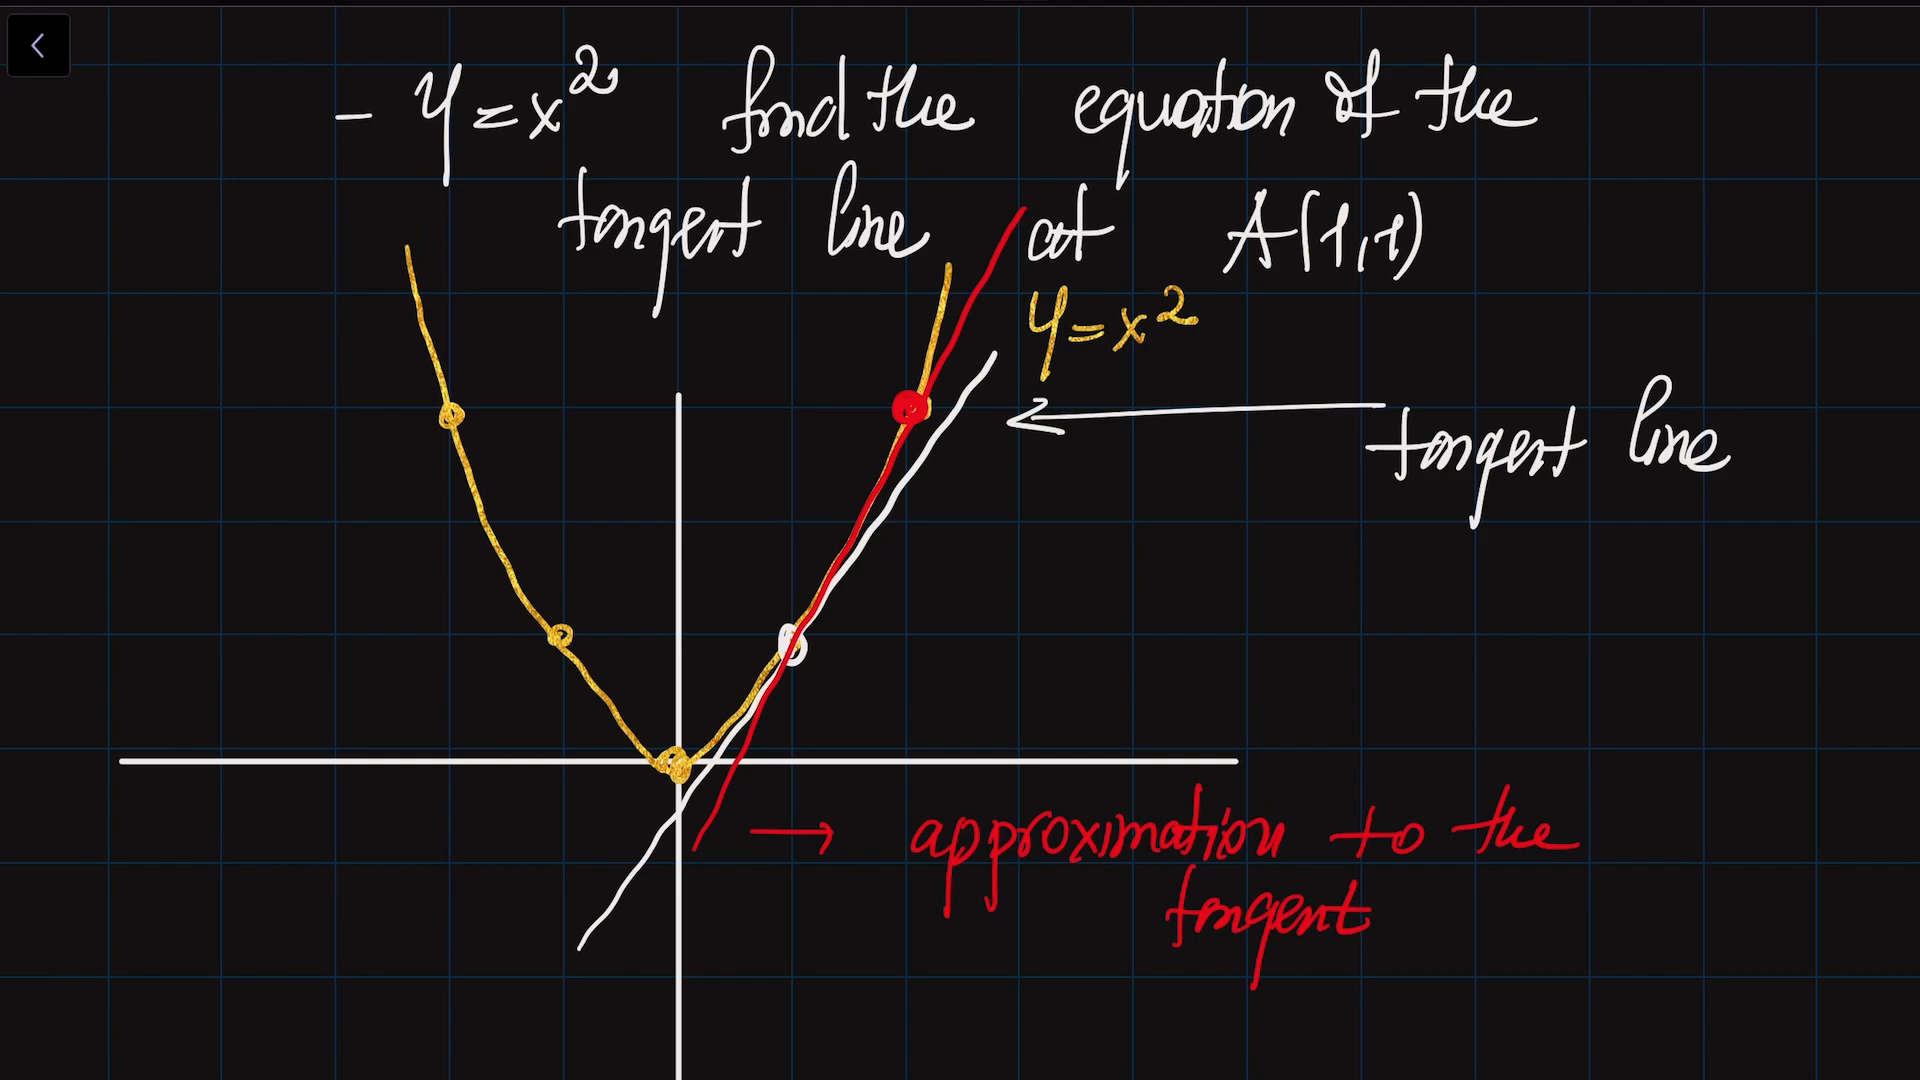 - y = x² find the equation of the
tangent line at A(1,1)
y = x²
tangent line
→ approximation to the
tangent